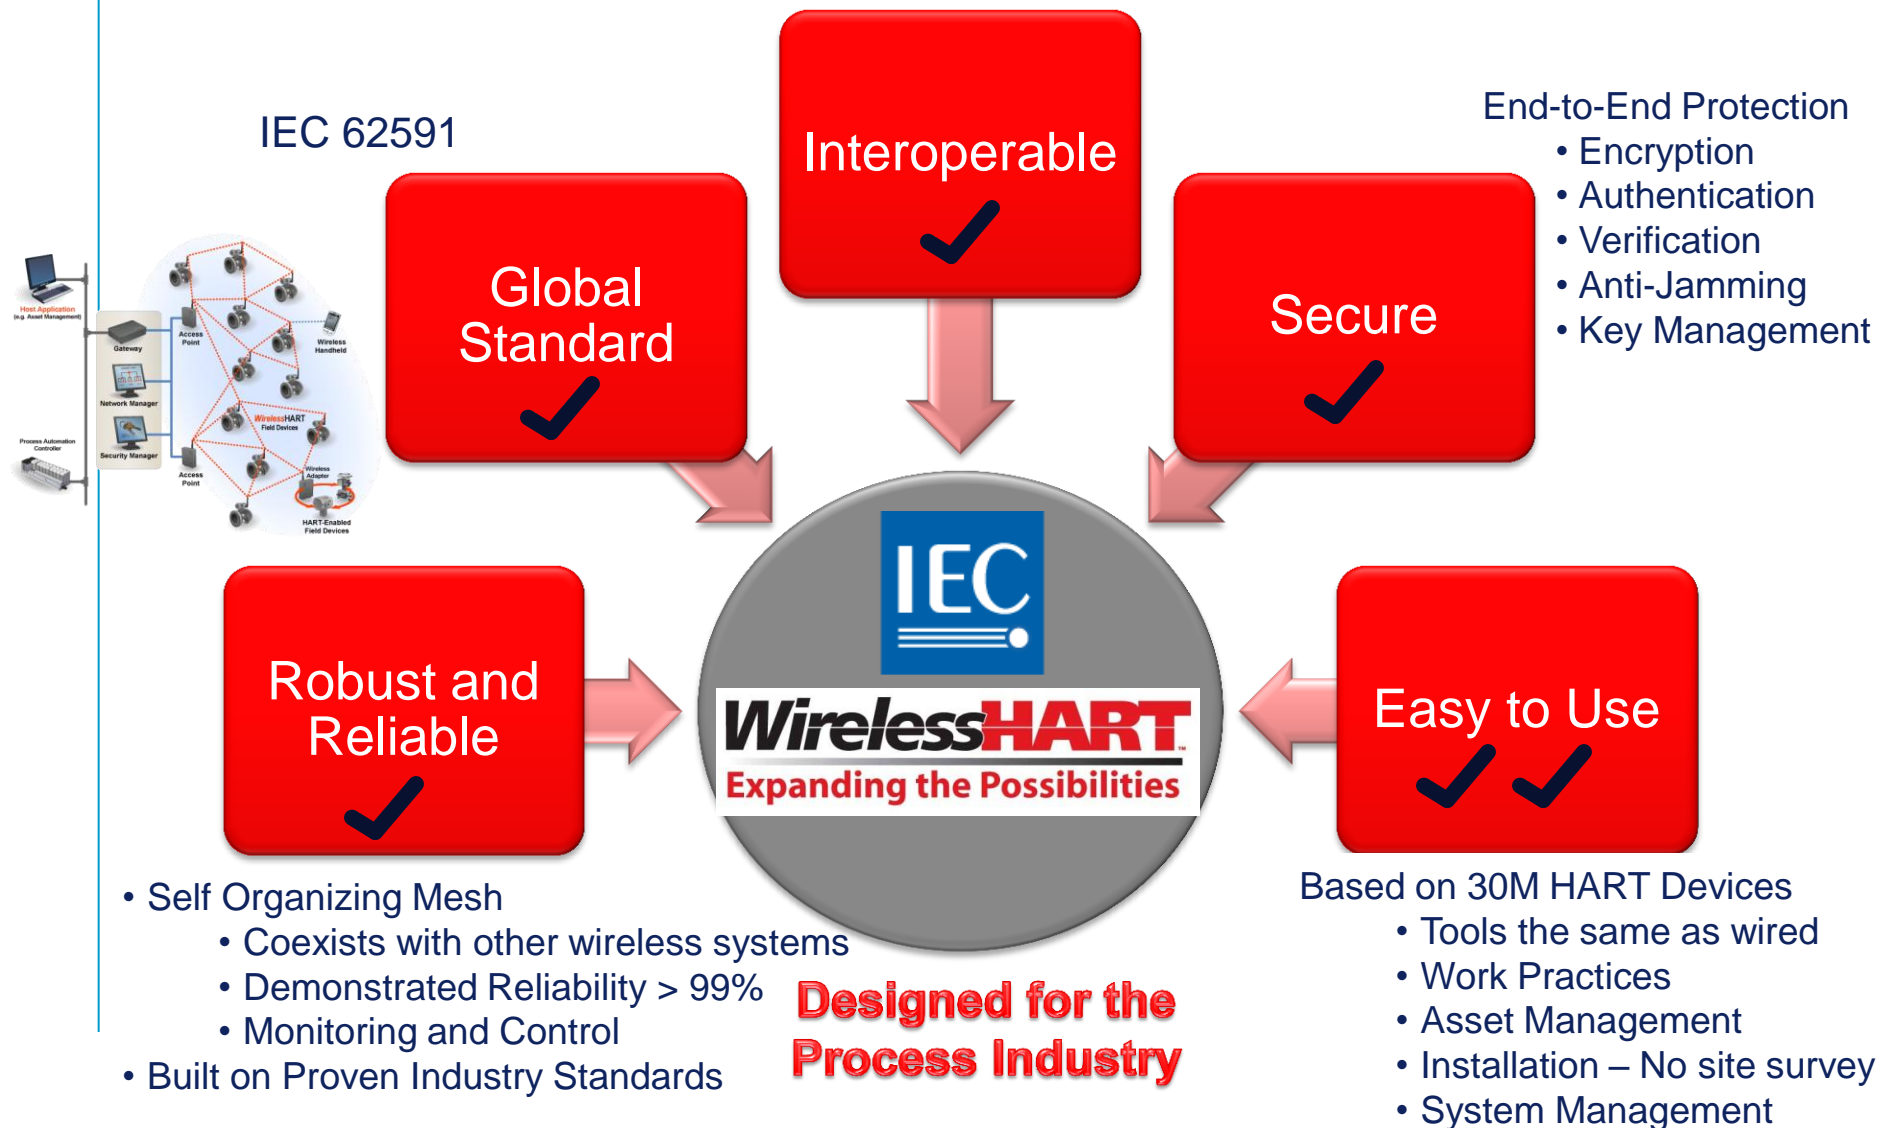 IEC 62591
Interoperable
End-to-End Protection
• Encryption
• Authentication
• Verification
• Anti-Jamming
• Key Management
Global
Standard
Secure
Host Application
(e.g. Asset Management)
Gateway
Network Manager
Security Manager
Process Automation
Controller
Access
Point
Wireless
Handheld
WirelessHART
Field Devices
Access
Point
Wireless
Adapter
HART-Enabled
Field Devices
IEC
WirelessHART™
Expanding the Possibilities
Robust and
Reliable
Easy to Use
• Self Organizing Mesh
• Coexists with other wireless systems
• Demonstrated Reliability > 99%
• Monitoring and Control
• Built on Proven Industry Standards
Designed for the
Process Industry
Based on 30M HART Devices
• Tools the same as wired
• Work Practices
• Asset Management
• Installation – No site survey
• System Management